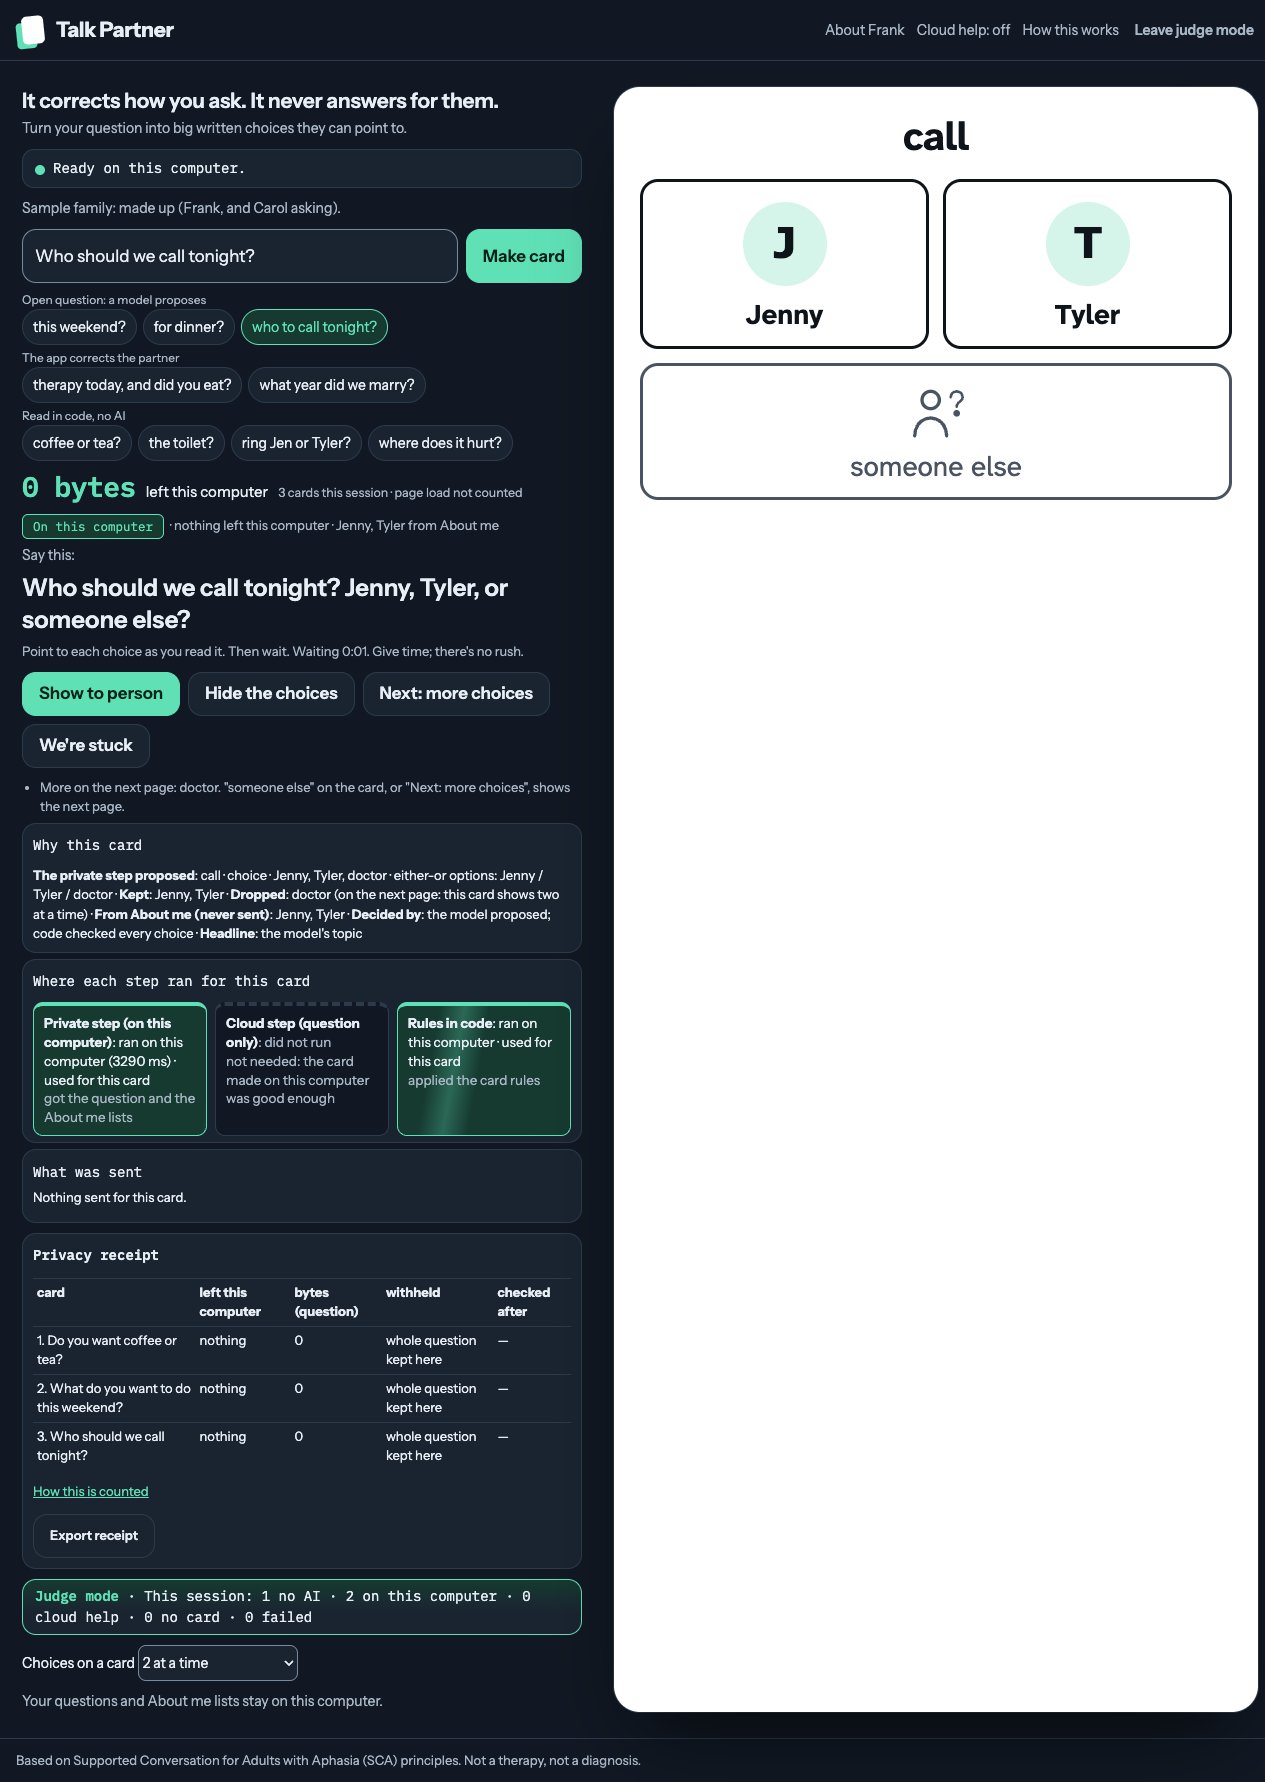 Talk Partner
About Frank
Cloud help: off
How this works
Leave judge mode
It corrects how you ask. It never answers for them.
Turn your question into big written choices they can point to.
Ready on this computer.
Sample family: made up (Frank, and Carol asking).
Who should we call tonight?
Make card
Open question: a model proposes
this weekend?
for dinner?
who to call tonight?
The app corrects the partner
therapy today, and did you eat?
what year did we marry?
Read in code, no AI
coffee or tea?
the toilet?
ring Jen or Tyler?
where does it hurt?
0 bytes left this computer 3 cards this session · page load not counted
On this computer · nothing left this computer · Jenny, Tyler from About me
Say this:
Who should we call tonight? Jenny, Tyler, or
someone else?
Point to each choice as you read it. Then wait. Waiting 0:01. Give time; there's no rush.
Show to person
Hide the choices
Next: more choices
We're stuck
• More on the next page: doctor. "someone else" on the card, or "Next: more choices", shows
the next page.
Why this card
The private step proposed: call · choice · Jenny, Tyler, doctor · either-or options: Jenny /
Tyler / doctor · Kept: Jenny, Tyler · Dropped: doctor (on the next page: this card shows two
at a time) · From About me (never sent): Jenny, Tyler · Decided by: the model proposed;
code checked every choice · Headline: the model's topic
Where each step ran for this card
Private step (on this
computer): ran on this
computer (3290 ms) ·
used for this card
got the question and the
About me lists
Cloud step (question
only): did not run
not needed: the card
made on this computer
was good enough
Rules in code: ran on
this computer · used for
this card
applied the card rules
What was sent
Nothing sent for this card.
Privacy receipt
card
left this
computer
bytes
(question)
withheld
checked
after
1. Do you want coffee or
tea?
nothing
0
whole question
kept here
—
2. What do you want to do
this weekend?
nothing
0
whole question
kept here
—
3. Who should we call
tonight?
nothing
0
whole question
kept here
—
How this is counted
Export receipt
Judge mode · This session: 1 no AI · 2 on this computer · 0
cloud help · 0 no card · 0 failed
Choices on a card 2 at a time
Your questions and About me lists stay on this computer.
call
J
Jenny
T
Tyler
?
someone else
Based on Supported Conversation for Adults with Aphasia (SCA) principles. Not a therapy, not a diagnosis.